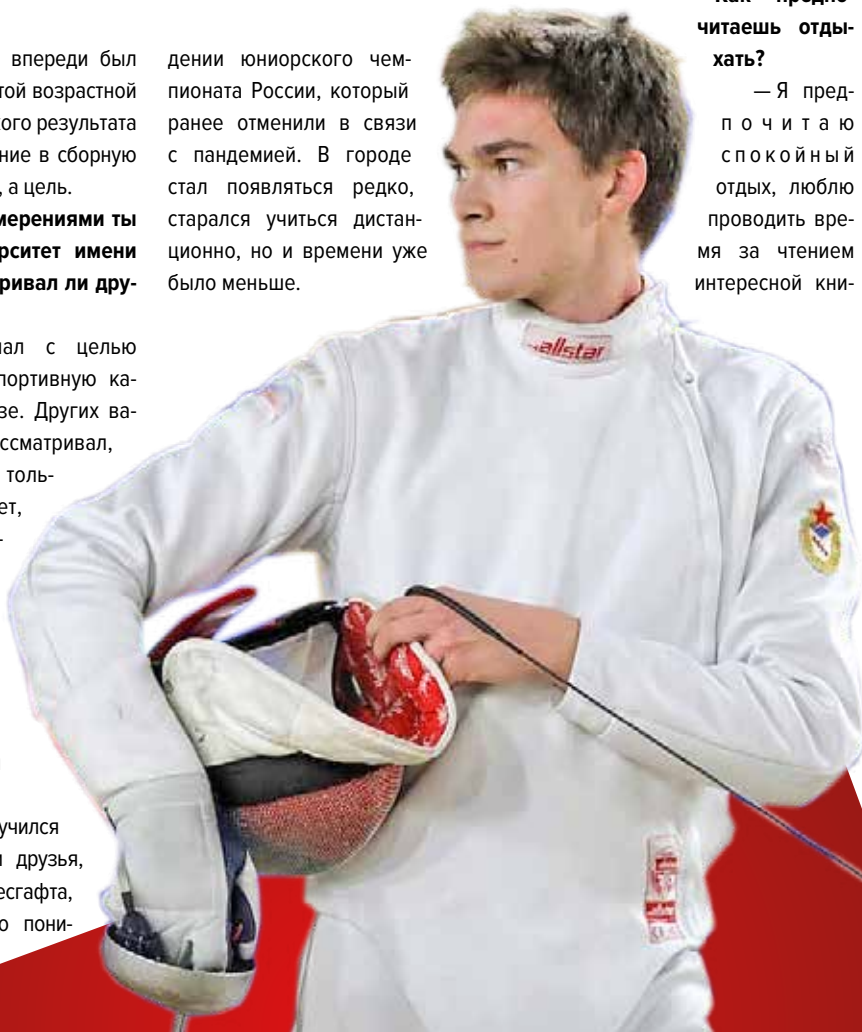 впереди был
той возрастной
кого результата
ние в сборную
, а цель.
мерениями ты
рситет имени
ривал ли дру-
ал с целью
портивную ка-
зе. Других ва-
ссматривал,
толь-
ет,
-
учился
и друзья,
есгафта,
о пони-
дении юниорского чем-
пионата России, который
ранее отменили в связи
с пандемией. В городе
стал появляться редко,
старался учиться дистан-
ционно, но и времени уже
было меньше.
читаешь отды-
хать?
— Я пред-
почитаю
спокойный
отдых, люблю
проводить вре-
мя за чтением
интересной кни-
allstar